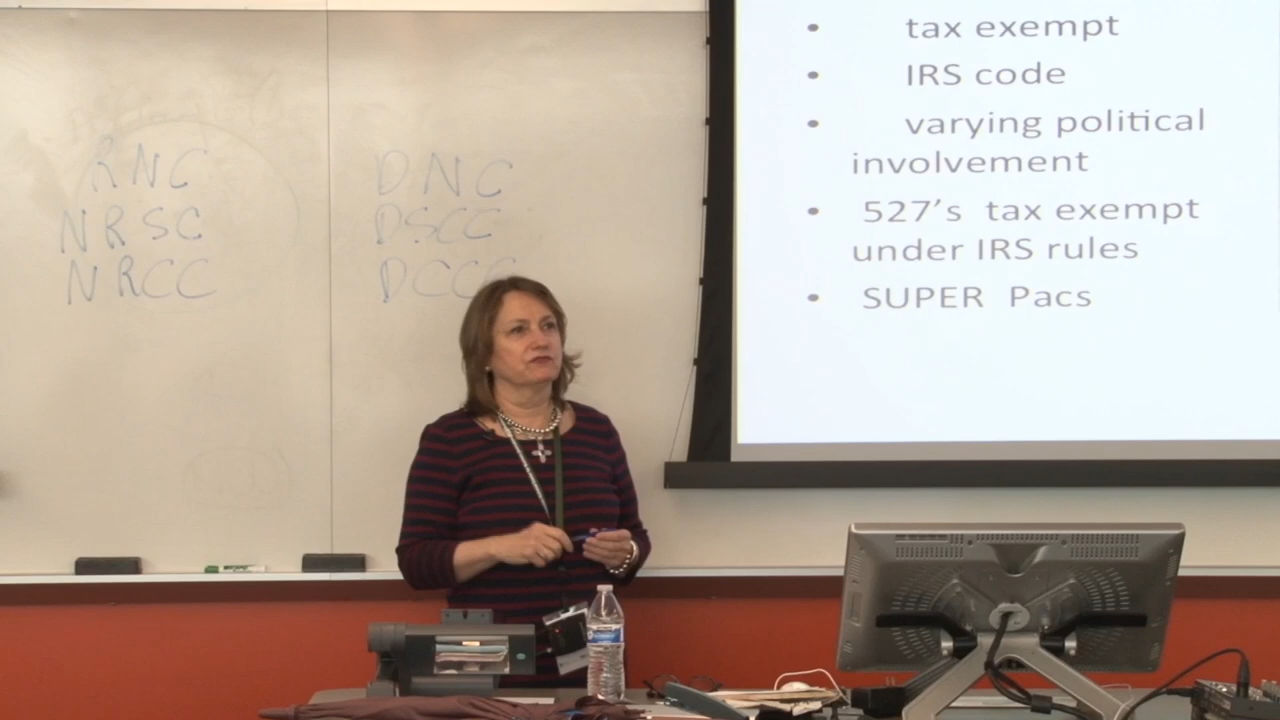 RNC
NRSC
NRCC
DNC
DSCC
DCCC
• tax exempt
• IRS code
• varying political
involvement
• 527's tax exempt
under IRS rules
• SUPER Pacs